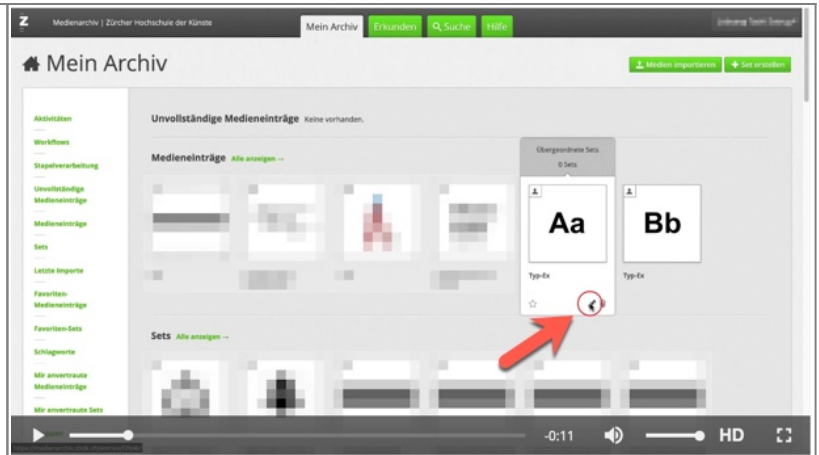 Z
Medienarchiv | Zürcher Hochschule der Künste
Mein Archiv
Erkunden
Suche
Hilfe
Mein Archiv
Medien importieren
+ Set erstellen
Aktivitäten
Workflows
Stapelverarbeitung
Unvollständige
Medieneinträge
Medieneinträge
Sets
Letzte Importe
Favoriten-
Medieneinträge
Favoriten-Sets
Schlagworte
Mir anvertraute
Medieneinträge
Mir anvertraute Sets
Unvollständige Medieneinträge Keine vorhanden.
Medieneinträge Alle anzeigen →
Übergeordnete Sets
0 Sets
Aa
Typ-Ex
Bb
Typ-Ex
Sets Alle anzeigen →
-0:11
HD